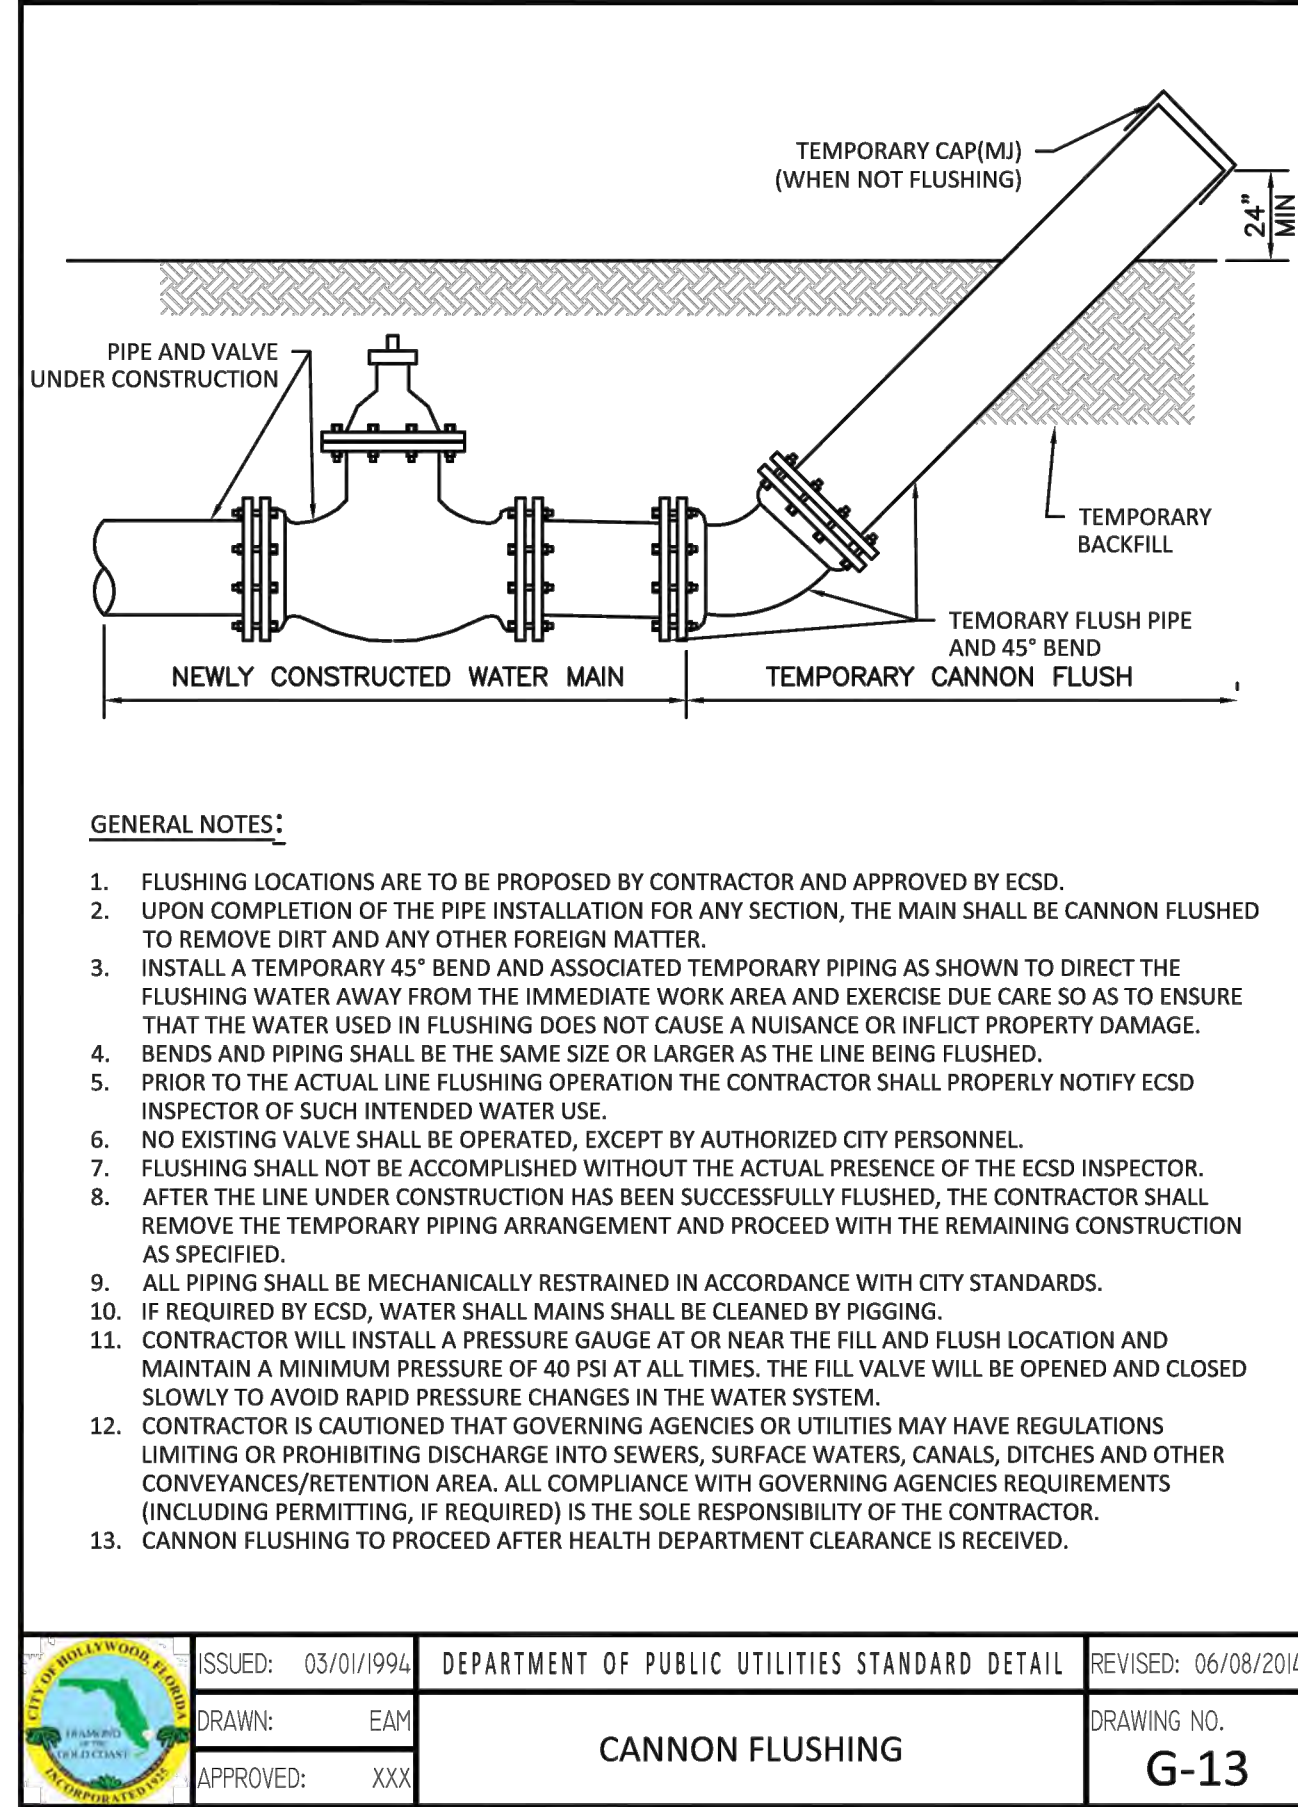 TEMPORARY CAP(MJ)
(WHEN NOT FLUSHING)
24"
MIN
PIPE AND VALVE
UNDER CONSTRUCTION
TEMPORARY
BACKFILL
TEMORARY FLUSH PIPE
AND 45° BEND
NEWLY CONSTRUCTED WATER MAIN
TEMPORARY CANNON FLUSH
GENERAL NOTES:
1. FLUSHING LOCATIONS ARE TO BE PROPOSED BY CONTRACTOR AND APPROVED BY ECSD.
2. UPON COMPLETION OF THE PIPE INSTALLATION FOR ANY SECTION, THE MAIN SHALL BE CANNON FLUSHED
TO REMOVE DIRT AND ANY OTHER FOREIGN MATTER.
3. INSTALL A TEMPORARY 45° BEND AND ASSOCIATED TEMPORARY PIPING AS SHOWN TO DIRECT THE
FLUSHING WATER AWAY FROM THE IMMEDIATE WORK AREA AND EXERCISE DUE CARE SO AS TO ENSURE
THAT THE WATER USED IN FLUSHING DOES NOT CAUSE A NUISANCE OR INFLICT PROPERTY DAMAGE.
4. BENDS AND PIPING SHALL BE THE SAME SIZE OR LARGER AS THE LINE BEING FLUSHED.
5. PRIOR TO THE ACTUAL LINE FLUSHING OPERATION THE CONTRACTOR SHALL PROPERLY NOTIFY ECSD
INSPECTOR OF SUCH INTENDED WATER USE.
6. NO EXISTING VALVE SHALL BE OPERATED, EXCEPT BY AUTHORIZED CITY PERSONNEL.
7. FLUSHING SHALL NOT BE ACCOMPLISHED WITHOUT THE ACTUAL PRESENCE OF THE ECSD INSPECTOR.
8. AFTER THE LINE UNDER CONSTRUCTION HAS BEEN SUCCESSFULLY FLUSHED, THE CONTRACTOR SHALL
REMOVE THE TEMPORARY PIPING ARRANGEMENT AND PROCEED WITH THE REMAINING CONSTRUCTION
AS SPECIFIED.
9. ALL PIPING SHALL BE MECHANICALLY RESTRAINED IN ACCORDANCE WITH CITY STANDARDS.
10. IF REQUIRED BY ECSD, WATER SHALL MAINS SHALL BE CLEANED BY PIGGING.
11. CONTRACTOR WILL INSTALL A PRESSURE GAUGE AT OR NEAR THE FILL AND FLUSH LOCATION AND
MAINTAIN A MINIMUM PRESSURE OF 40 PSI AT ALL TIMES. THE FILL VALVE WILL BE OPENED AND CLOSED
SLOWLY TO AVOID RAPID PRESSURE CHANGES IN THE WATER SYSTEM.
12. CONTRACTOR IS CAUTIONED THAT GOVERNING AGENCIES OR UTILITIES MAY HAVE REGULATIONS
LIMITING OR PROHIBITING DISCHARGE INTO SEWERS, SURFACE WATERS, CANALS, DITCHES AND OTHER
CONVEYANCES/RETENTION AREA. ALL COMPLIANCE WITH GOVERNING AGENCIES REQUIREMENTS
(INCLUDING PERMITTING, IF REQUIRED) IS THE SOLE RESPONSIBILITY OF THE CONTRACTOR.
13. CANNON FLUSHING TO PROCEED AFTER HEALTH DEPARTMENT CLEARANCE IS RECEIVED.
CITY OF HOLLYWOOD, FLORIDA
DIAMOND
OF THE
GOLD COAST
INCORPORATED 1925
ISSUED: 03/01/1994
DRAWN: EAM
APPROVED: XXX
DEPARTMENT OF PUBLIC UTILITIES STANDARD DETAIL
CANNON FLUSHING
REVISED: 06/08/2014
DRAWING NO.
G-13